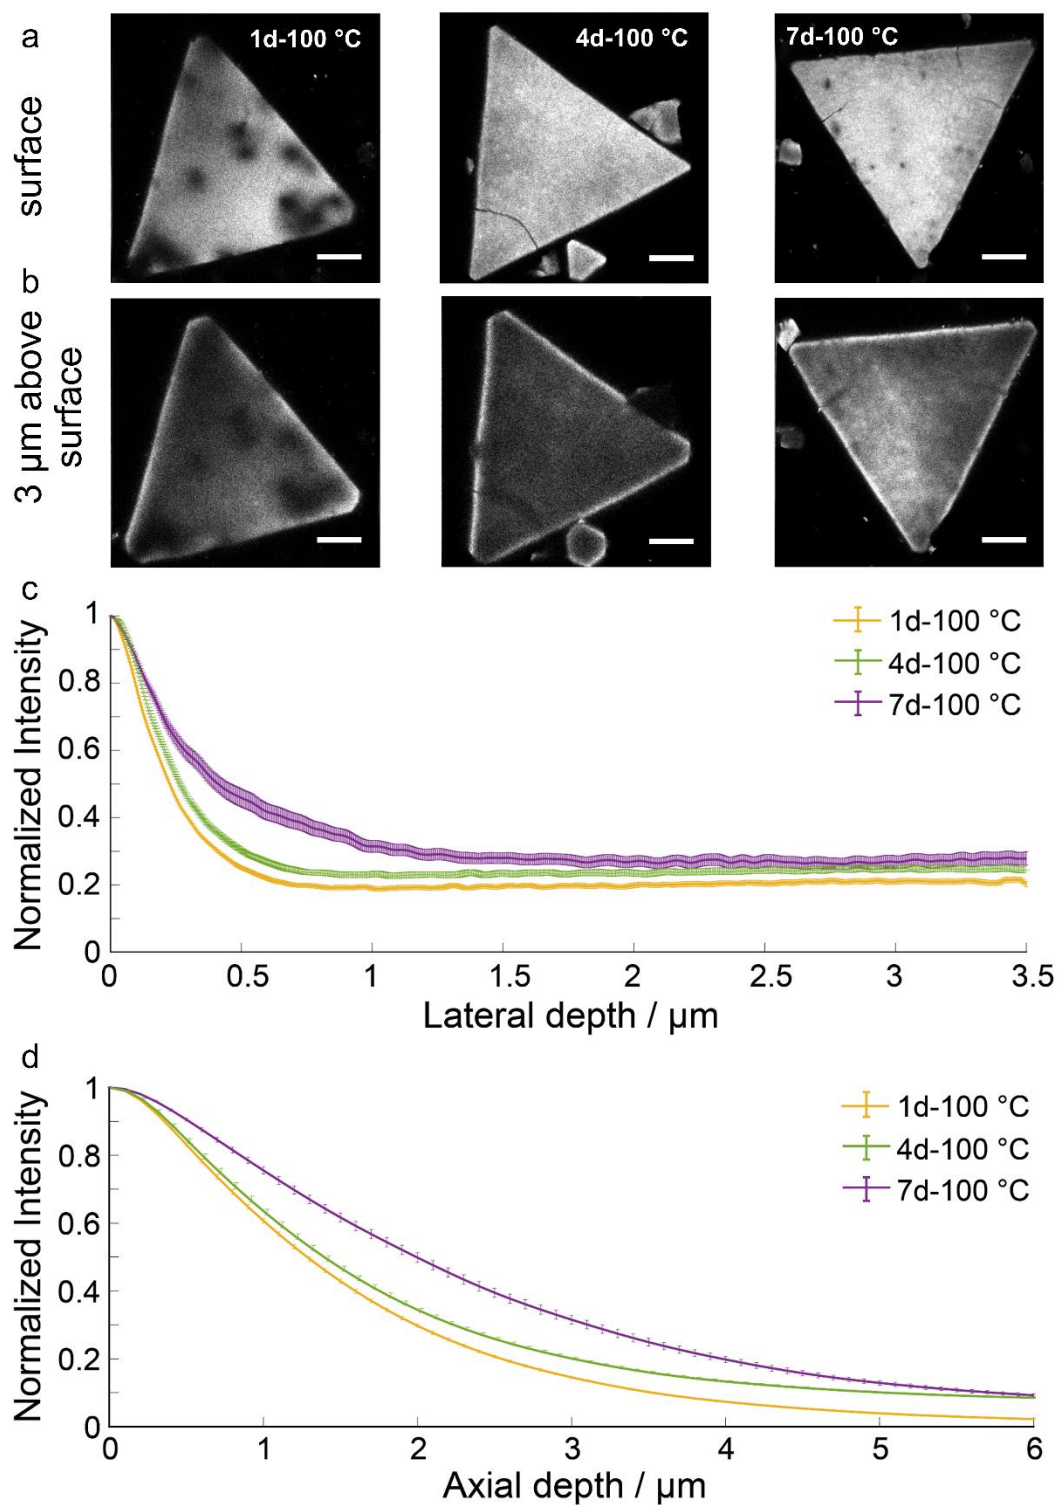 a
1d-100 °C
4d-100 °C
7d-100 °C
surface
b
3 µm above
surface
c
Normalized Intensity
1
0.8
0.6
0.4
0.2
0
1d-100 °C
4d-100 °C
7d-100 °C
0 0.5 1 1.5 2 2.5 3 3.5
Lateral depth / µm
d
Normalized Intensity
1
0.8
0.6
0.4
0.2
0
1d-100 °C
4d-100 °C
7d-100 °C
0 1 2 3 4 5 6
Axial depth / µm